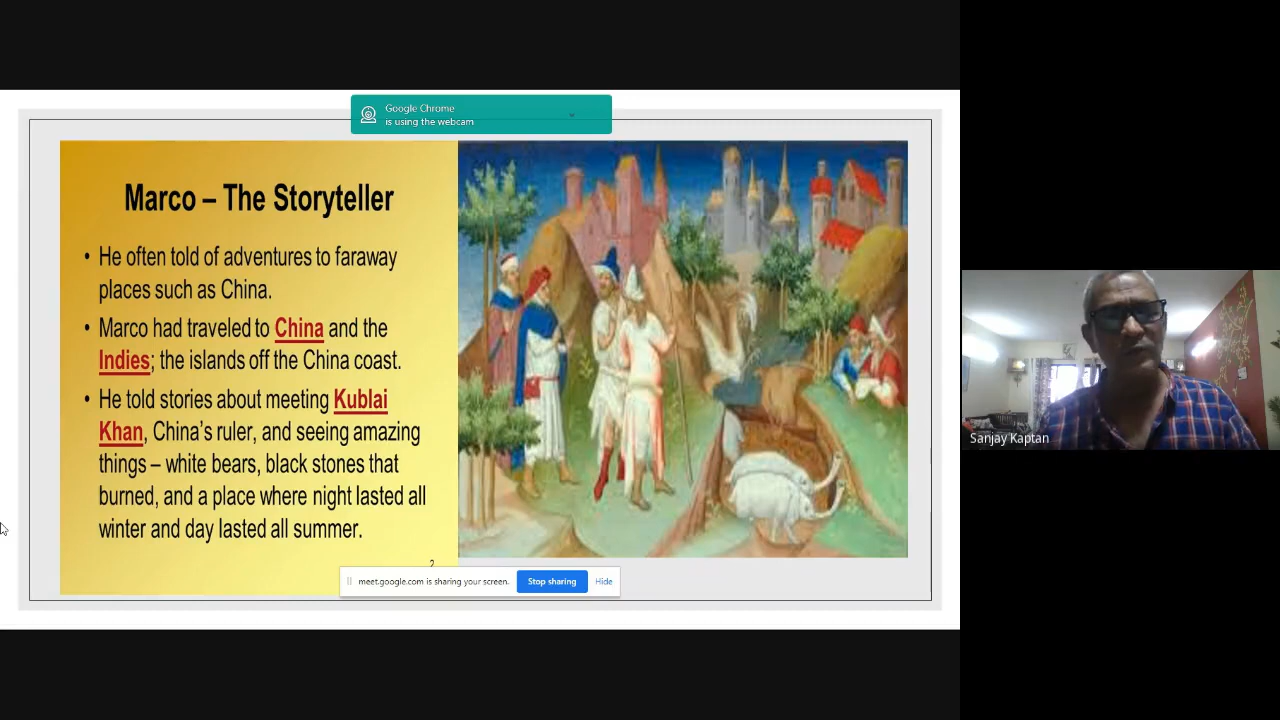 Google Chrome
is using the webcam
Marco – The Storyteller
• He often told of adventures to faraway
places such as China.
• Marco had traveled to China and the
Indies; the islands off the China coast.
• He told stories about meeting Kublai
Khan, China's ruler, and seeing amazing
things – white bears, black stones that
burned, and a place where night lasted all
winter and day lasted all summer.
meet.google.com is sharing your screen.
Stop sharing
Hide
Sanjay Kaptan